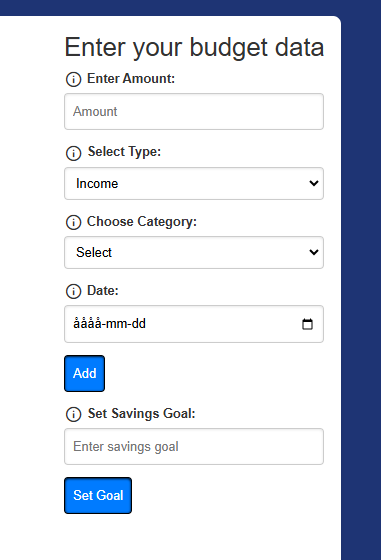 Enter your budget data
Enter Amount:
Amount
Select Type:
Income
Choose Category:
Select
Date:
åååå-mm-dd
Add
Set Savings Goal:
Enter savings goal
Set Goal